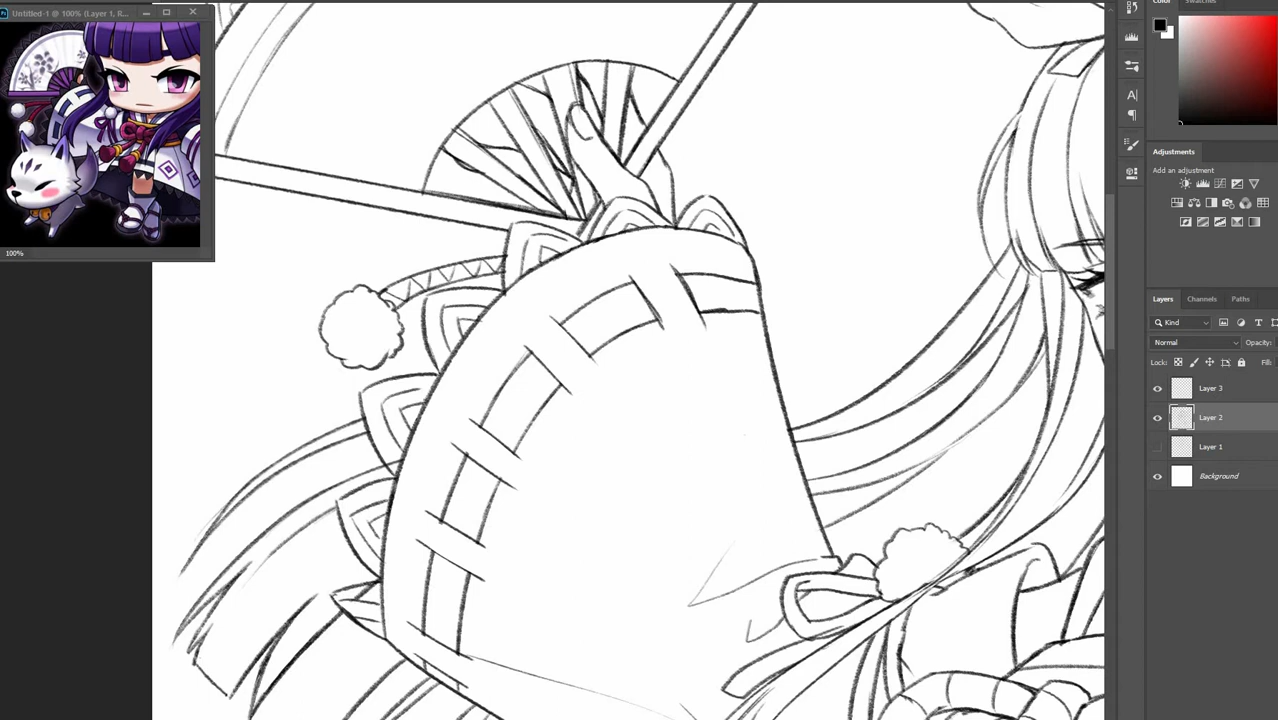 Untitled-1 @ 100% (Layer 1, R...
100%
Color
Swatches
Adjustments
Add an adjustment
Layers Channels Paths
Kind
Normal Opacity:
Lock: Fill:
Layer 3
Layer 2
Layer 1
Background